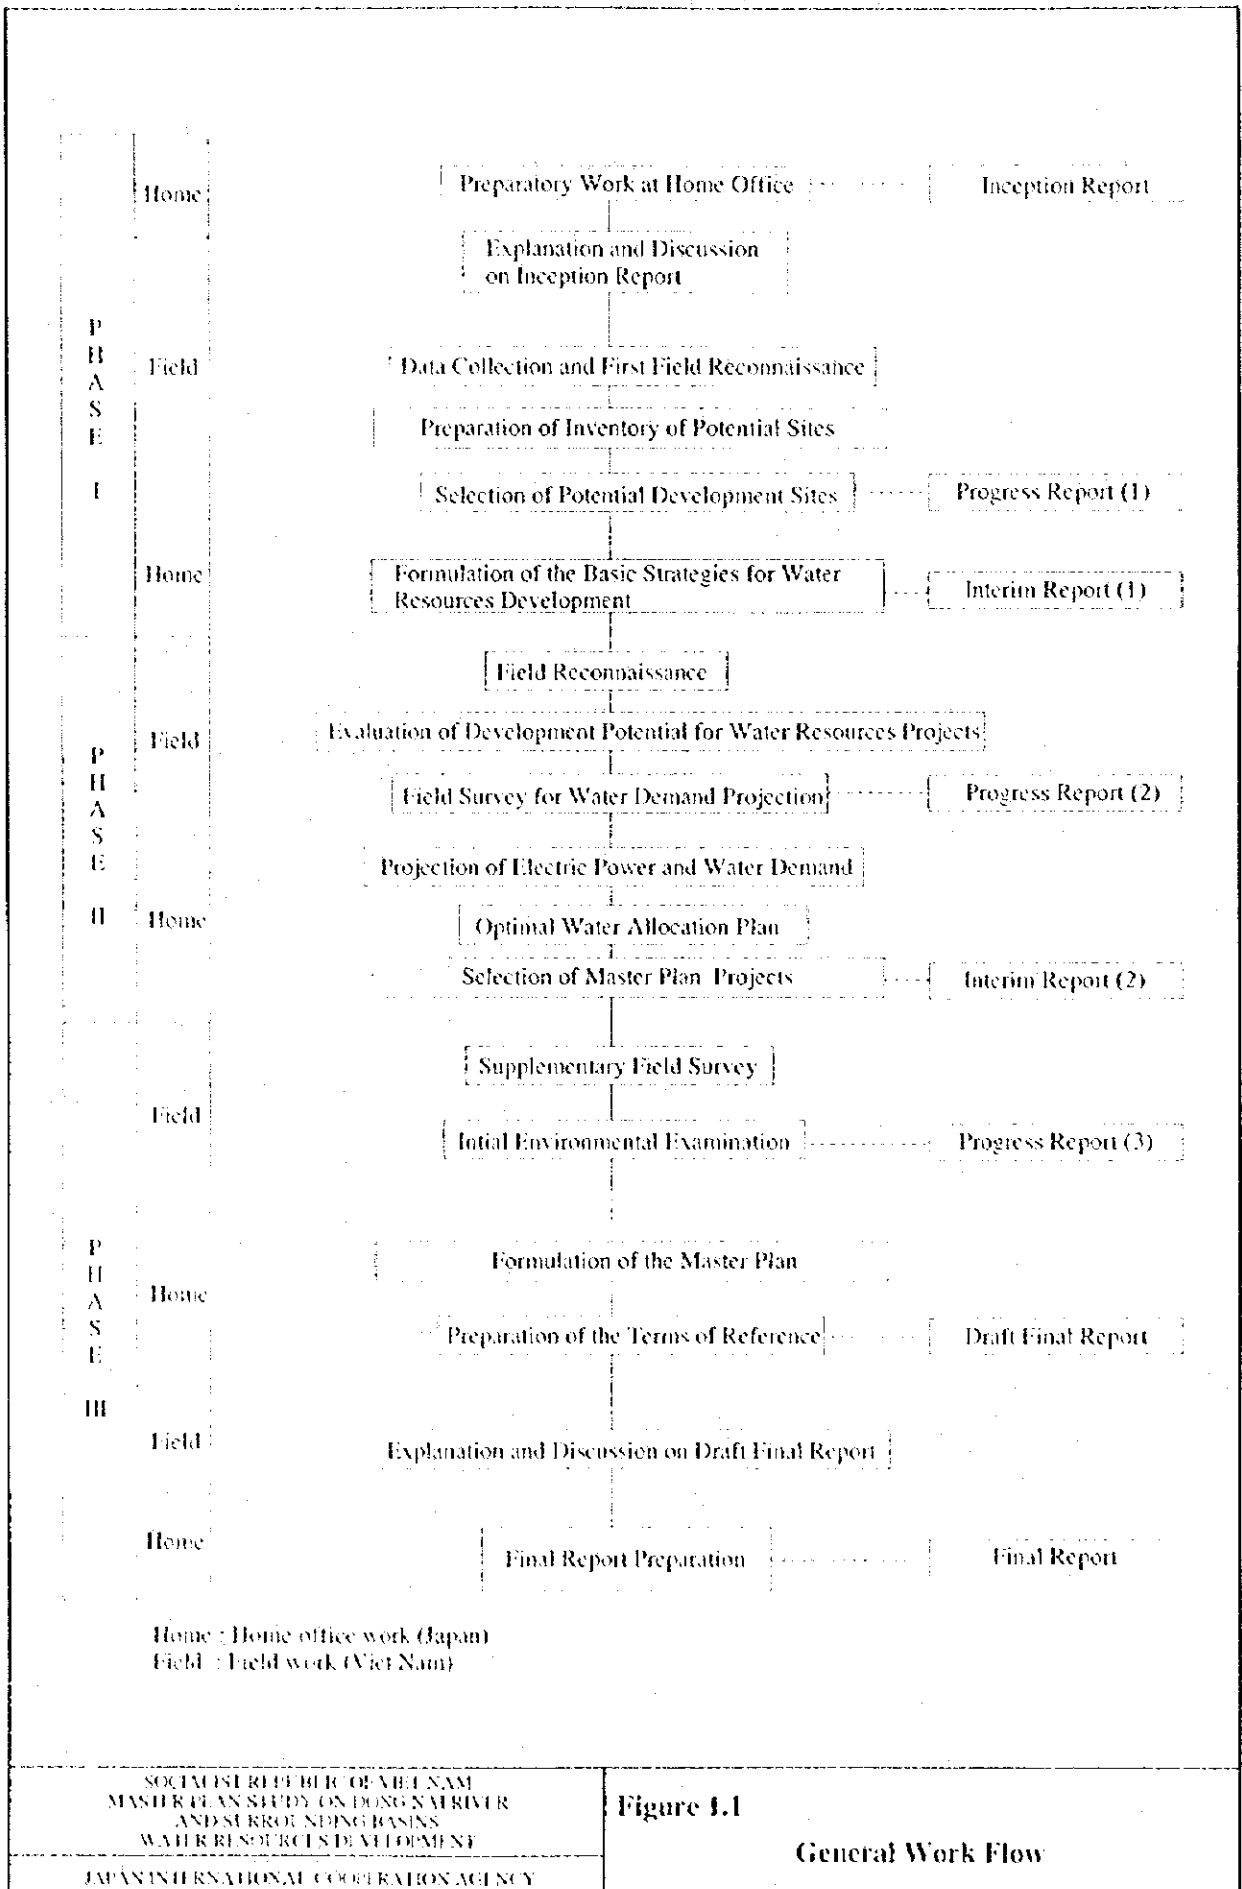 Home
Preparatory Work at Home Office
Inception Report
Explanation and Discussion
on Inception Report
PHASE I
Field
Data Collection and First Field Reconnaissance
Preparation of Inventory of Potential Sites
Selection of Potential Development Sites
Progress Report (1)
Home
Formulation of the Basic Strategies for Water
Resources Development
Interim Report (1)
Field Reconnaissance
PHASE II
Field
Evaluation of Development Potential for Water Resources Projects
Field Survey for Water Demand Projection
Progress Report (2)
Projection of Electric Power and Water Demand
Home
Optimal Water Allocation Plan
Selection of Master Plan Projects
Interim Report (2)
Supplementary Field Survey
Field
Intial Environmental Examination
Progress Report (3)
PHASE III
Formulation of the Master Plan
Home
Preparation of the Terms of Reference
Draft Final Report
Field
Explanation and Discussion on Draft Final Report
Home
Final Report Preparation
Final Report
Home : Home office work (Japan)
Field : Field work (Viet Nam)
SOCIALIST REPUBLIC OF VIET NAM
MASTER PLAN STUDY ON DONG NAI RIVER
AND SURROUNDING BASINS
WATER RESOURCES DEVELOPMENT
JAPAN INTERNATIONAL COOPERATION AGENCY
Figure 1.1
General Work Flow